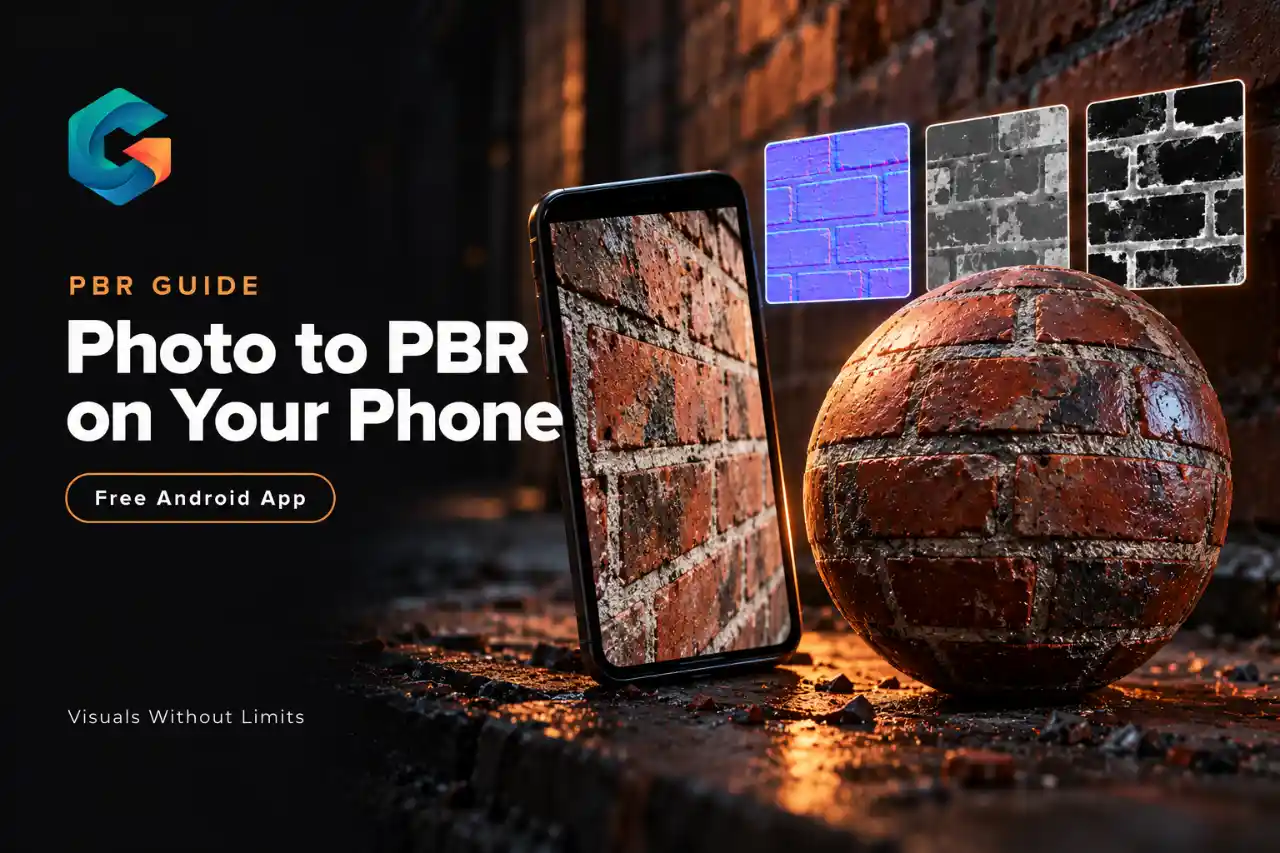 PBR GUIDE
Photo to PBR
on Your Phone
Free Android App
Visuals Without Limits